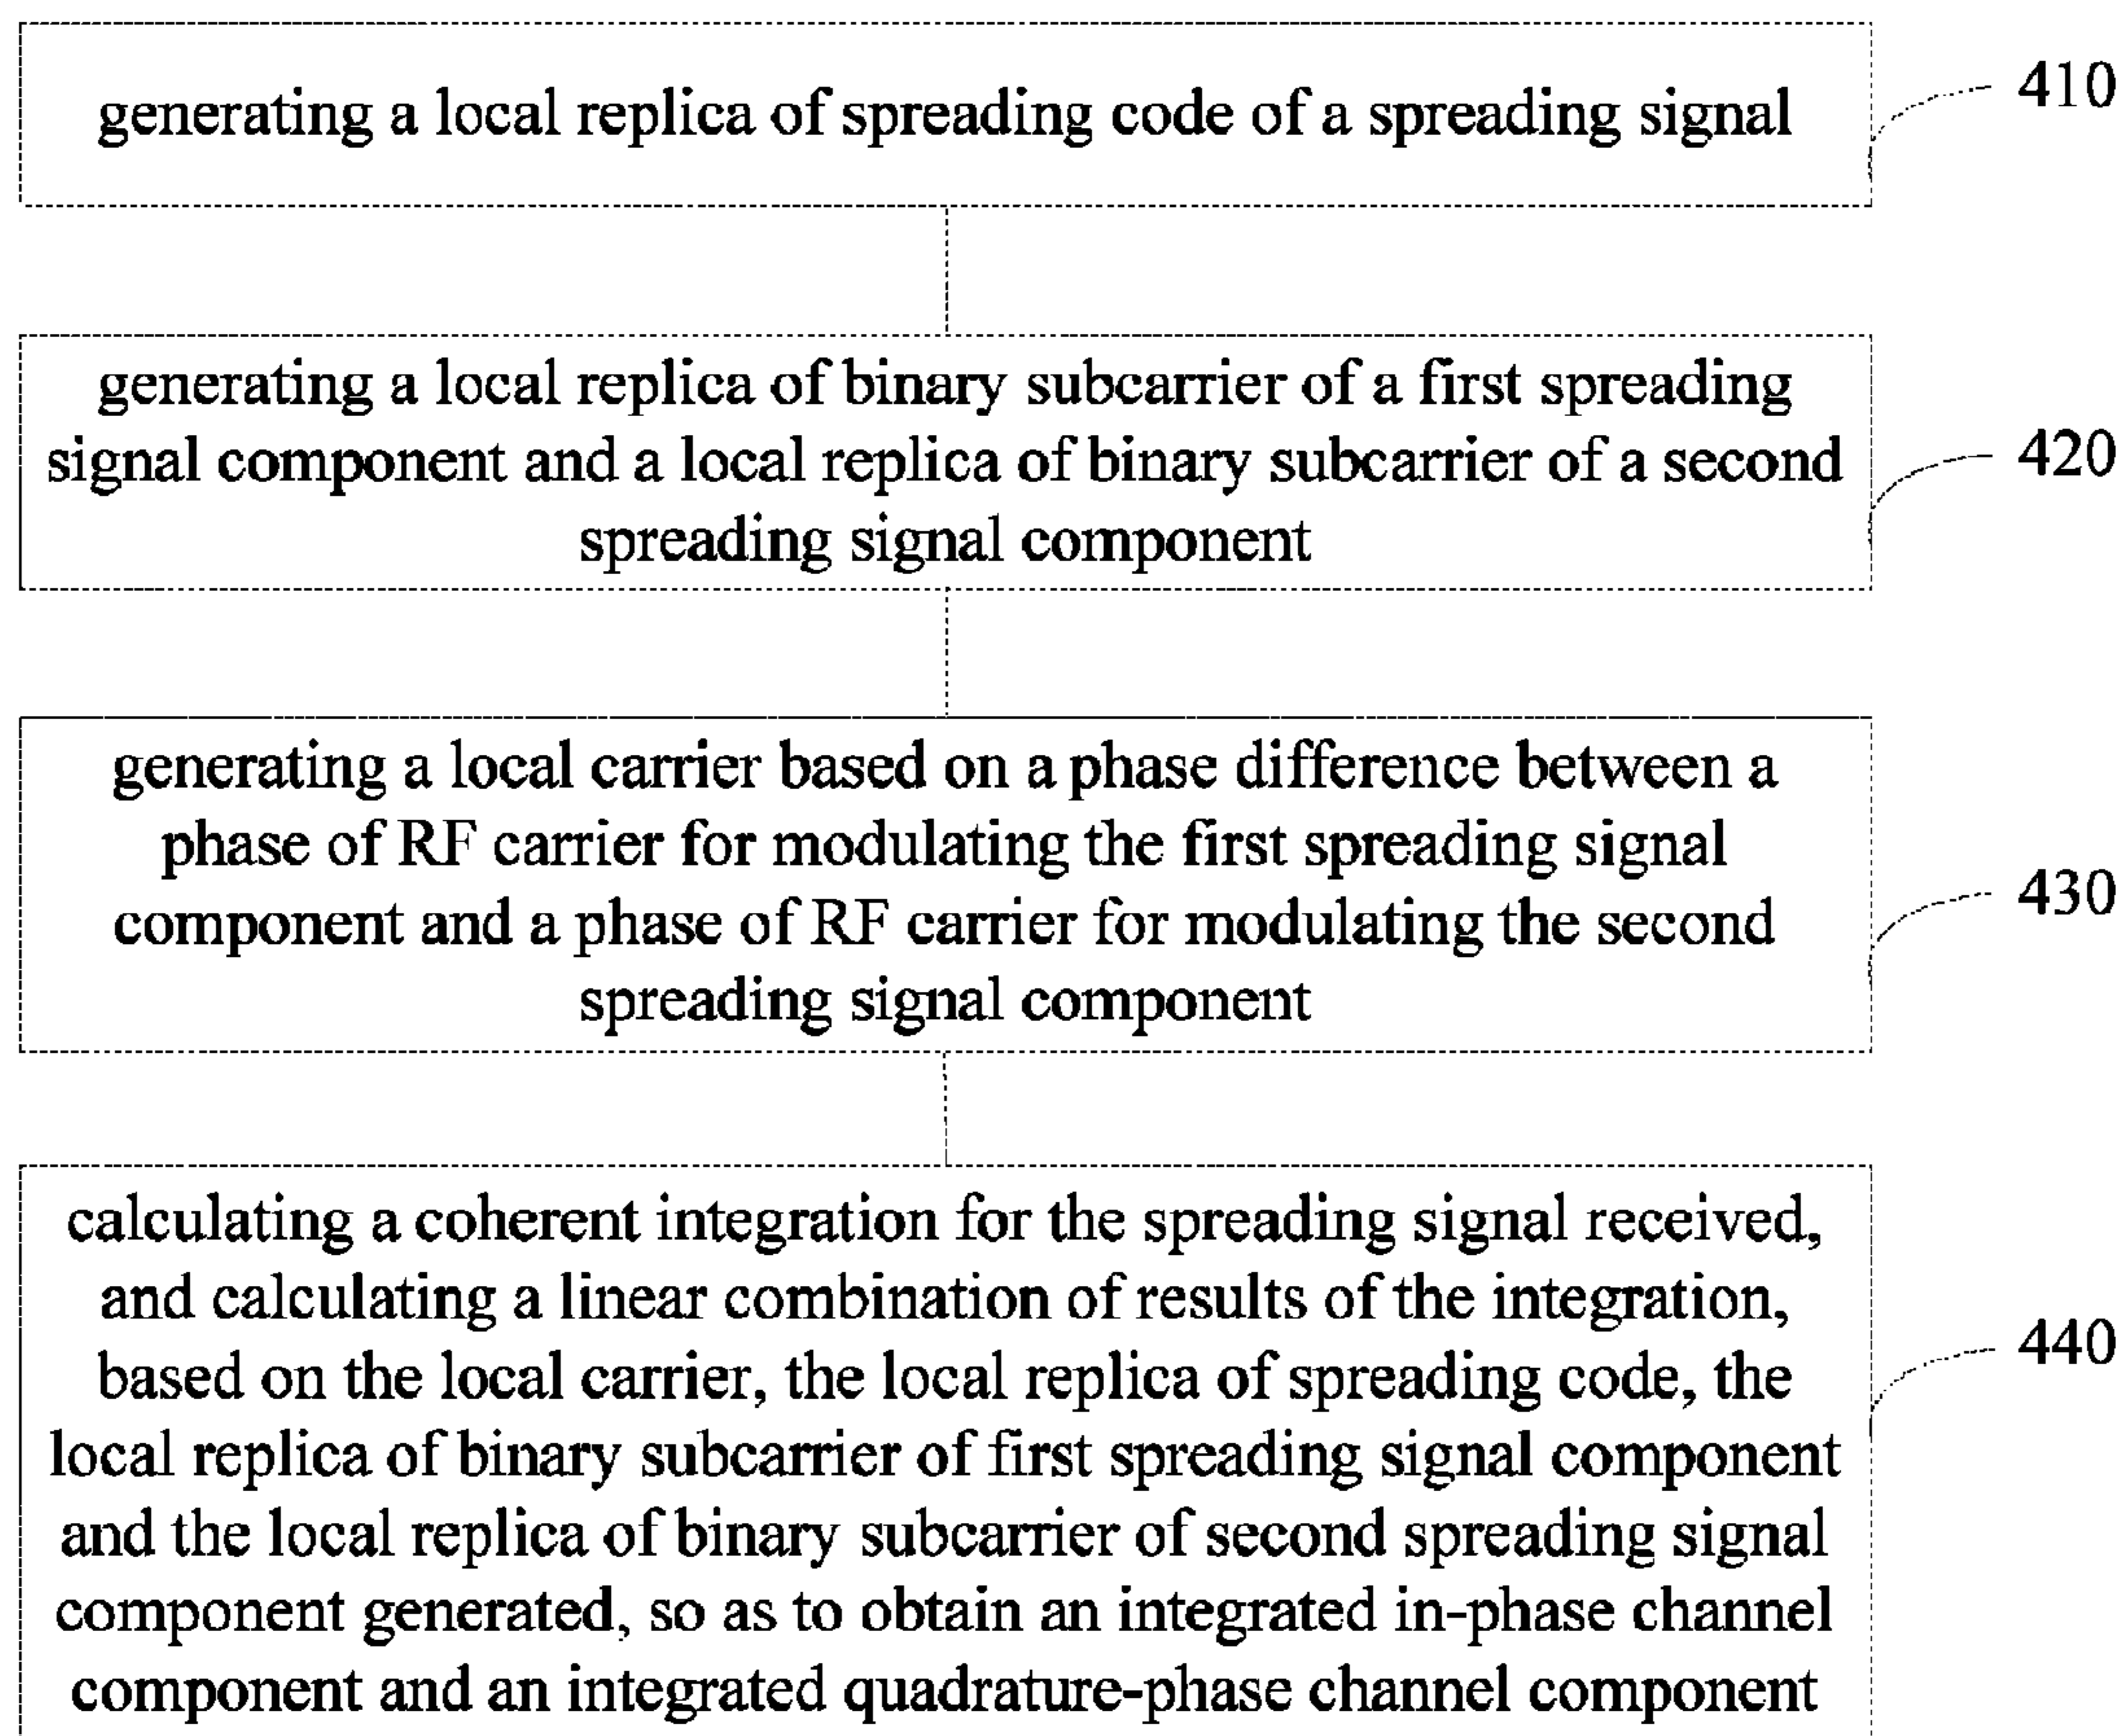 generating a local replica of spreading code of a spreading signal
410
generating a local replica of binary subcarrier of a first spreading
signal component and a local replica of binary subcarrier of a second
spreading signal component
420
generating a local carrier based on a phase difference between a
phase of RF carrier for modulating the first spreading signal
component and a phase of RF carrier for modulating the second
spreading signal component
430
calculating a coherent integration for the spreading signal received,
and calculating a linear combination of results of the integration,
based on the local carrier, the local replica of spreading code, the
local replica of binary subcarrier of first spreading signal component
and the local replica of binary subcarrier of second spreading signal
component generated, so as to obtain an integrated in-phase channel
component and an integrated quadrature-phase channel component
440